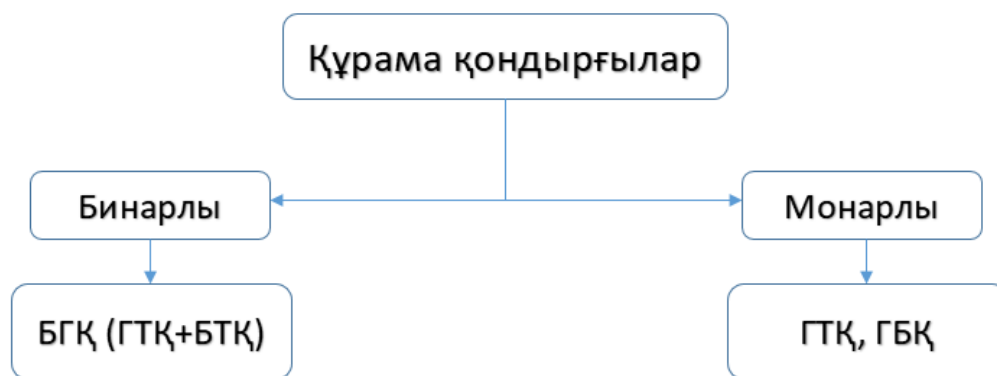 Құрама қондырғылар
Бинарлы
Монарлы
БГҚ (ГТҚ+БТҚ)
ГТҚ, ГБҚ